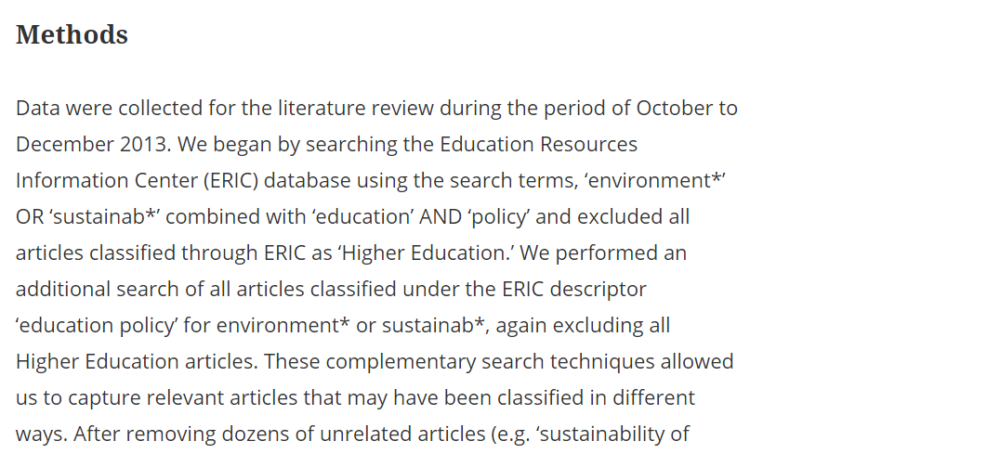 Methods
Data were collected for the literature review during the period of October to
December 2013. We began by searching the Education Resources
Information Center (ERIC) database using the search terms, ‘environment*’
OR ‘sustainab*’ combined with ‘education’ AND ‘policy’ and excluded all
articles classified through ERIC as ‘Higher Education.’ We performed an
additional search of all articles classified under the ERIC descriptor
‘education policy’ for environment* or sustainab*, again excluding all
Higher Education articles. These complementary search techniques allowed
us to capture relevant articles that may have been classified in different
ways. After removing dozens of unrelated articles (e.g. ‘sustainability of